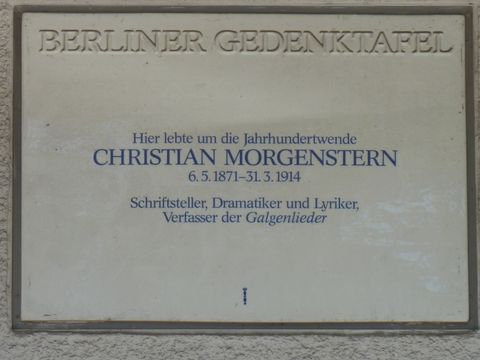 BERLINER GEDENKTAFEL
Hier lebte um die Jahrhundertwende
CHRISTIAN MORGENSTERN
6. 5. 1871–31. 3. 1914
Schriftsteller, Dramatiker und Lyriker,
Verfasser der Galgenlieder